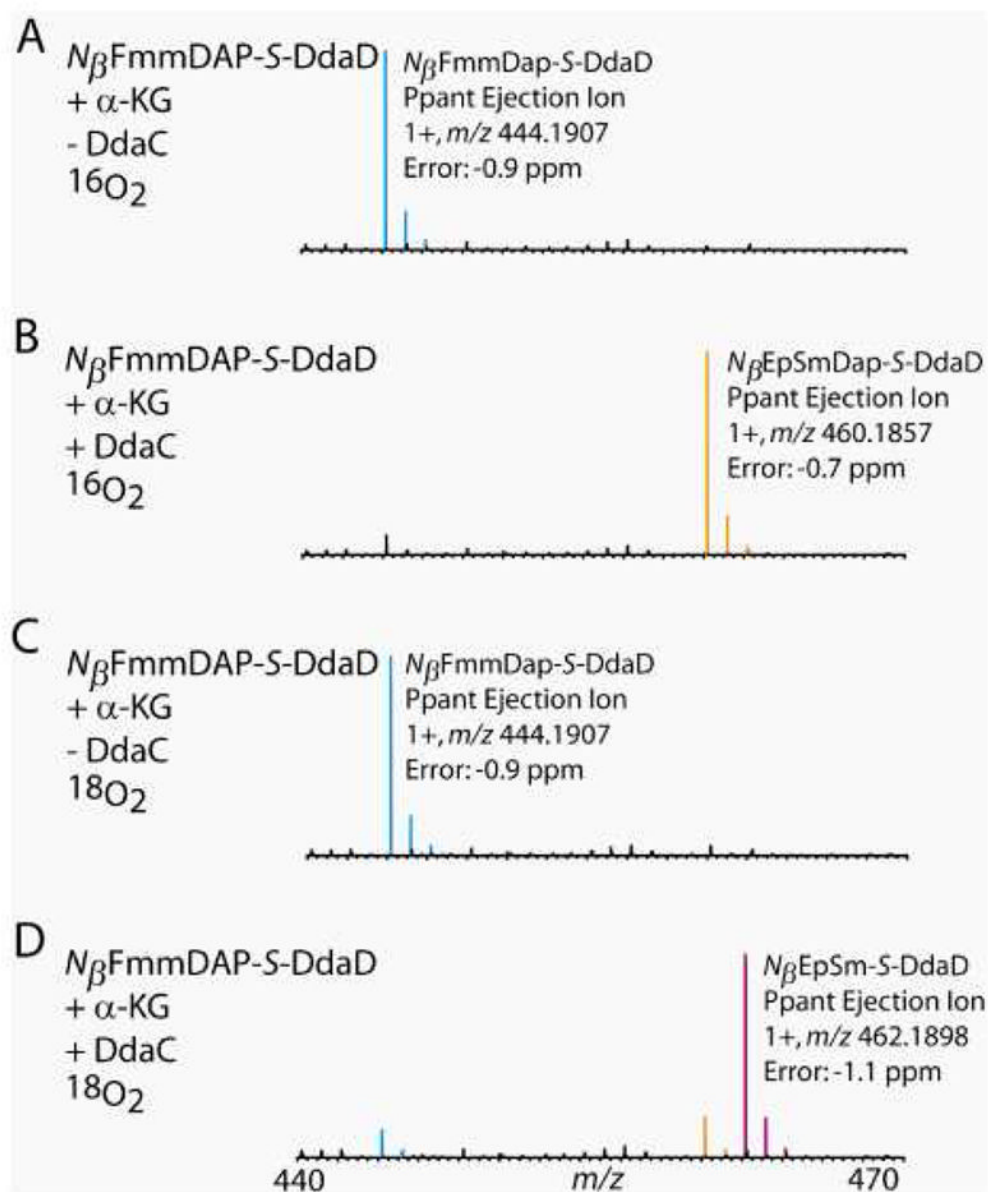 A
NβFmmDAP-S-DdaD
+ α-KG
- DdaC
16O2
NβFmmDap-S-DdaD
Ppant Ejection Ion
1+, m/z 444.1907
Error: -0.9 ppm
B
NβFmmDAP-S-DdaD
+ α-KG
+ DdaC
16O2
NβEpSmDap-S-DdaD
Ppant Ejection Ion
1+, m/z 460.1857
Error: -0.7 ppm
C
NβFmmDAP-S-DdaD
+ α-KG
- DdaC
18O2
NβFmmDap-S-DdaD
Ppant Ejection Ion
1+, m/z 444.1907
Error: -0.9 ppm
D
NβFmmDAP-S-DdaD
+ α-KG
+ DdaC
18O2
NβEpSm-S-DdaD
Ppant Ejection Ion
1+, m/z 462.1898
Error: -1.1 ppm
440 m/z 470